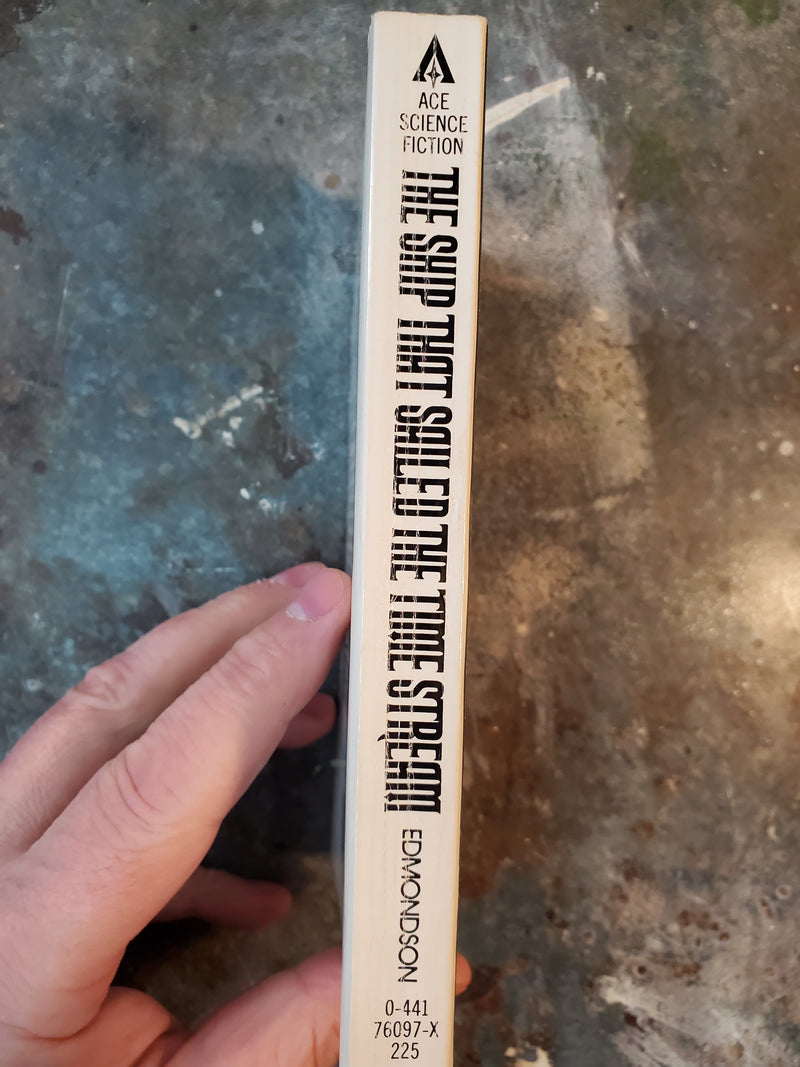 ACE
SCIENCE
FICTION
THE SHIP THAT SAILED THE TIME STREAM
EDMONDSON
0-441
76097-X
225